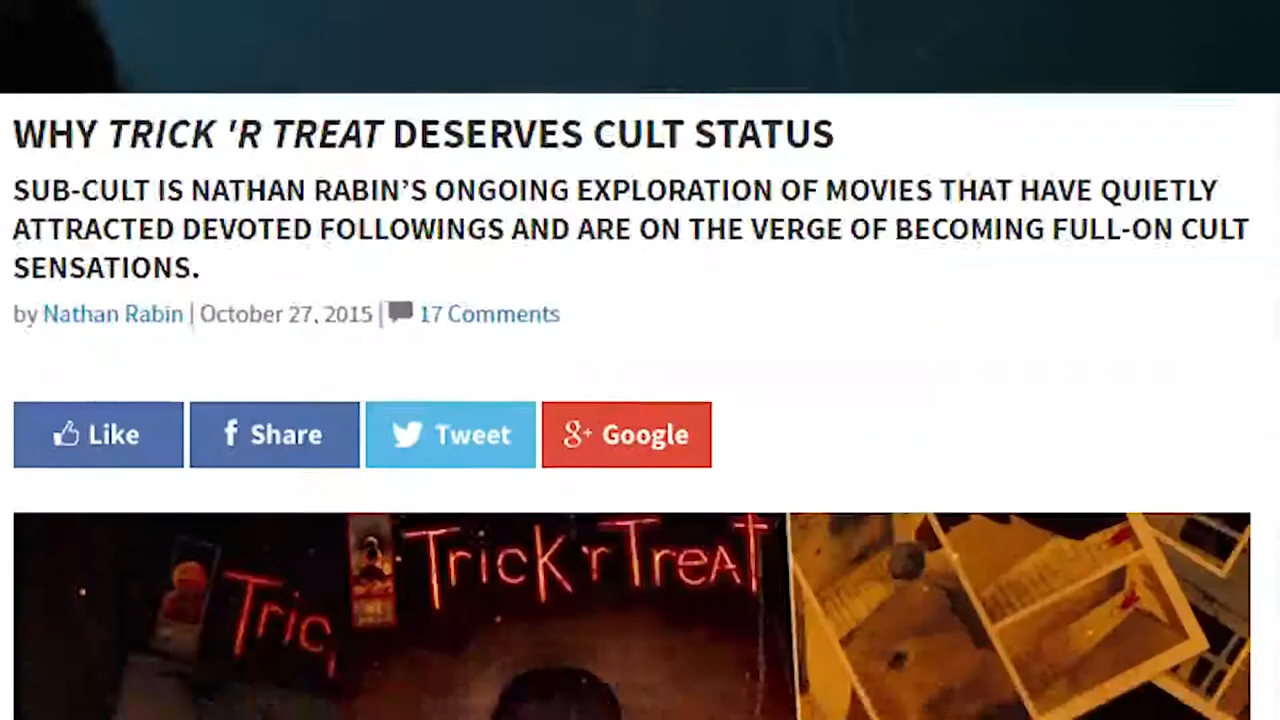 WHY TRICK 'R TREAT DESERVES CULT STATUS
SUB-CULT IS NATHAN RABIN’S ONGOING EXPLORATION OF MOVIES THAT HAVE QUIETLY
ATTRACTED DEVOTED FOLLOWINGS AND ARE ON THE VERGE OF BECOMING FULL-ON CULT
SENSATIONS.
by Nathan Rabin | October 27, 2015 | 17 Comments
Like
f Share
Tweet
g+ Google
Trick 'r Treat
Tric